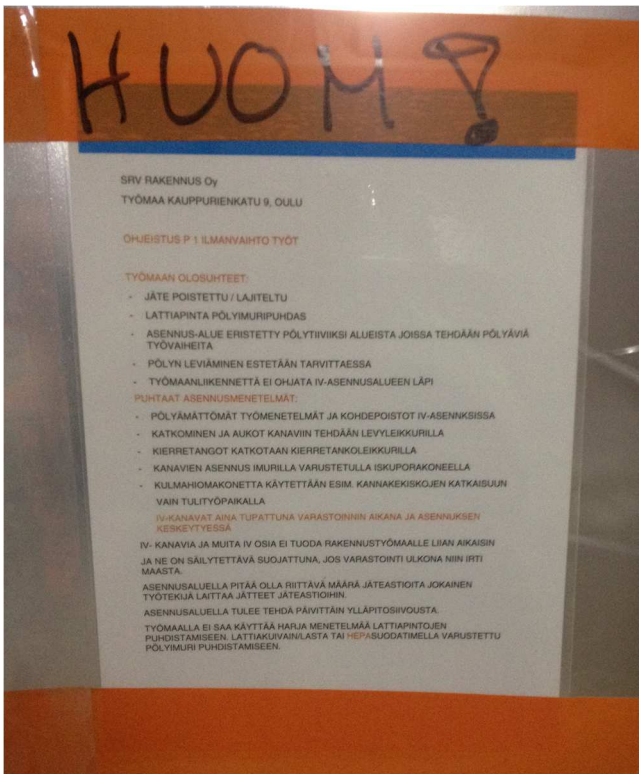 HUOM!
SRV RAKENNUS Oy
TYÖMAA KAUPPURIENKATU 9, OULU
OHJEISTUS P 1 ILMANVAIHTO TYÖT
TYÖMAAN OLOSUHTEET:
- JÄTE POISTETTU / LAJITELTU
- LATTIAPINTA PÖLYIMURIPUHDAS
- ASENNUS-ALUE ERISTETTY PÖLYTIIVIIKSI ALUEISTA JOISSA TEHDÄÄN PÖLYÄVIÄ
TYÖVAIHEITA
- PÖLYN LEVIÄMINEN ESTETÄÄN TARVITTAESSA
- TYÖMAANLIIKENNETTÄ EI OHJATA IV-ASENNUSALUEEN LÄPI
PUHTAAT ASENNUSMENETELMÄT:
- PÖLYÄMÄTTÖMÄT TYÖMENETELMÄT JA KOHDEPOISTOT IV-ASENNKSISSA
- KATKOMINEN JA AUKOT KANAVIIN TEHDÄÄN LEVYLEIKKURILLA
- KIERRETANGOT KATKOTAAN KIERRETANKOLEIKKURILLA
- KANAVIEN ASENNUS IMURILLA VARUSTETULLA ISKUPORAKONEELLA
- KULMAHIOMAKONETTA KÄYTETTÄÄN ESIM. KANNAKEKISKOJEN KATKAISUUN
VAIN TULITYÖPAIKALLA
IV-KANAVAT AINA TUPATTUNA VARASTOINNIN AIKANA JA ASENNUKSEN
KESKEYTYESSÄ
IV- KANAVIA JA MUITA IV OSIA EI TUODA RAKENNUSTYÖMAALLE LIIAN AIKAISIN
JA NE ON SÄILYTETTÄVÄ SUOJATTUNA, JOS VARASTOINTI ULKONA NIIN IRTI
MAASTA.
ASENNUSALUELLA PITÄÄ OLLA RIITTÄVÄ MÄÄRÄ JÄTEASTIOITA JOKAINEN
TYÖTEKIJÄ LAITTAA JÄTTEET JÄTEASTIOIHIN.
ASENNUSALUELLA TULEE TEHDÄ PÄIVITTÄIN YLLÄPITOSIIVOUSTA.
TYÖMAALLA EI SAA KÄYTTÄÄ HARJA MENETELMÄÄ LATTIAPINTOJEN
PUHDISTAMISEEN. LATTIAKUIVAIN/LASTA TAI HEPASUODATIMELLA VARUSTETTU
PÖLYIMURI PUHDISTAMISEEN.